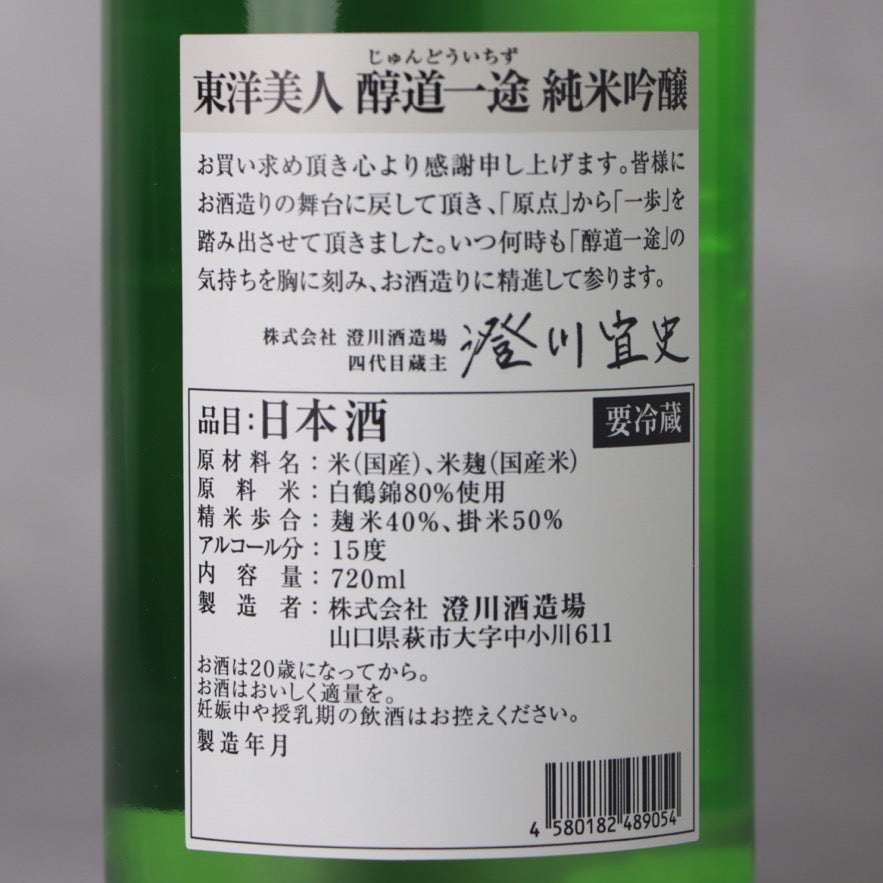 じゅんどういちず
東洋美人 醇道一途 純米吟醸
お買い求め頂き心より感謝申し上げます。皆様に
お酒造りの舞台に戻して頂き、「原点」から「一歩」を
踏み出させて頂きました。いつ何時も「醇道一途」の
気持ちを胸に刻み、お酒造りに精進して参ります。
株式会社 澄川酒造場
四代目蔵主 澄川宜史
品目:日本酒 要冷蔵
原材料名:米(国産)、米麹(国産米)
原料米:白鶴錦80%使用
精米歩合:麹米40%、掛米50%
アルコール分:15度
内容量:720ml
製造者:株式会社 澄川酒造場
山口県萩市大字中小川611
お酒は20歳になってから。
お酒はおいしく適量を。
妊娠中や授乳期の飲酒はお控えください。
製造年月
4 580182 489054